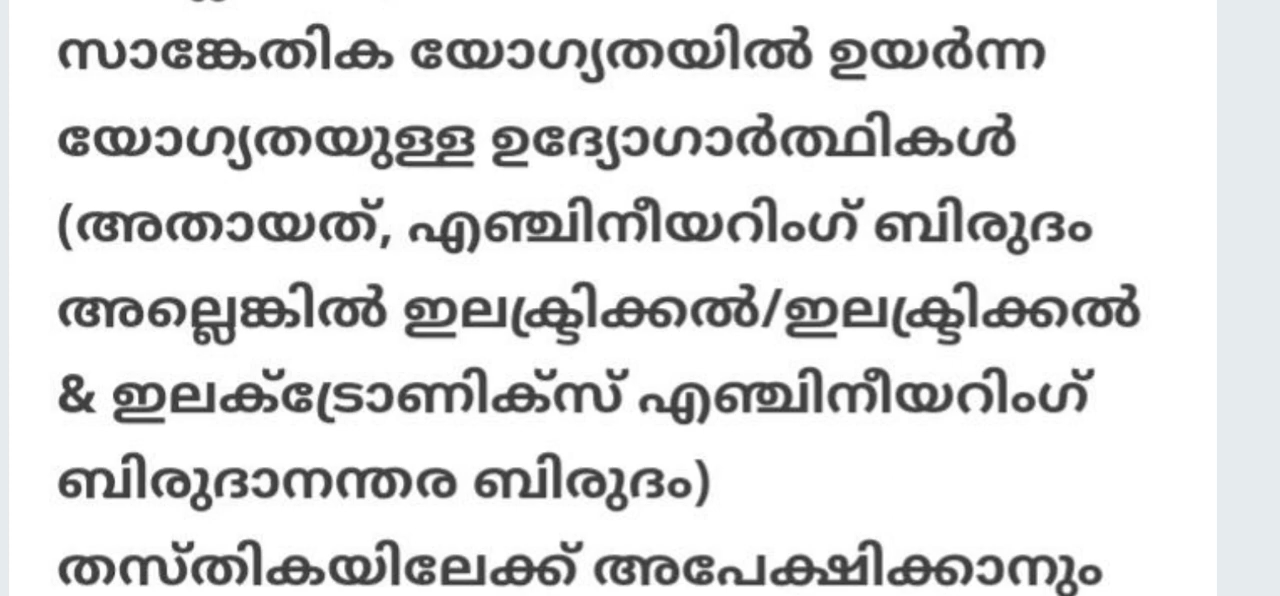 സാങ്കേതിക യോഗ്യതയിൽ ഉയർന്ന
യോഗ്യതയുള്ള ഉദ്യോഗാർത്ഥികൾ
(അതായത്, എഞ്ചിനീയറിംഗ് ബിരുദം
അല്ലെങ്കിൽ ഇലക്ട്രിക്കൽ/ഇലക്ട്രിക്കൽ
& ഇലക്ട്രോണിക്സ് എഞ്ചിനീയറിംഗ്
ബിരുദാനന്തര ബിരുദം)
തസ്തികയിലേക്ക് അപേക്ഷിക്കാനും